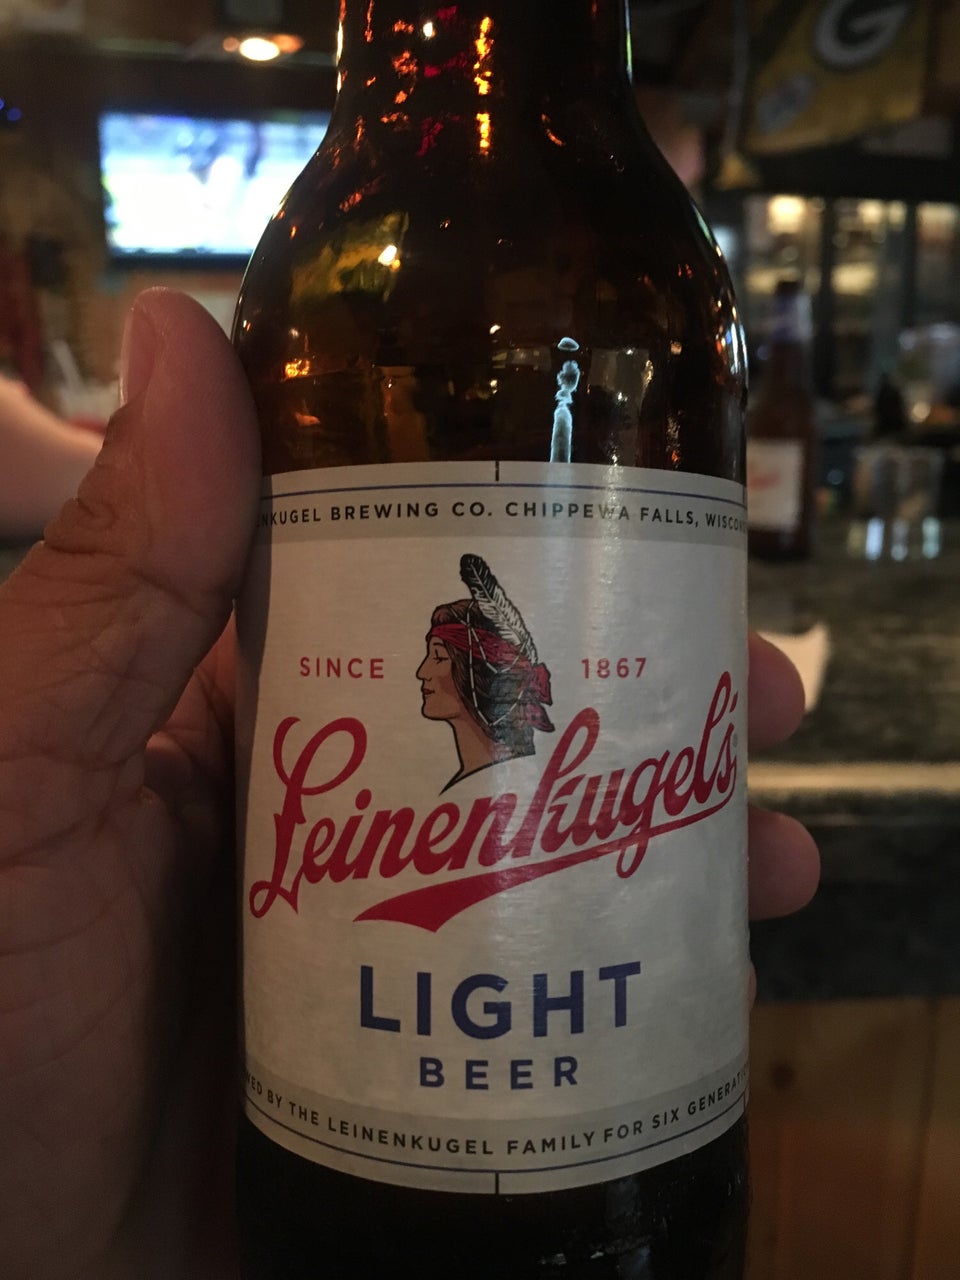 BREWING CO. CHIPPEWA FALLS,
SINCE 1867
Leinenkugel's
LIGHT
BEER
BY THE LEINENKUGEL FAMILY FOR SIX
G